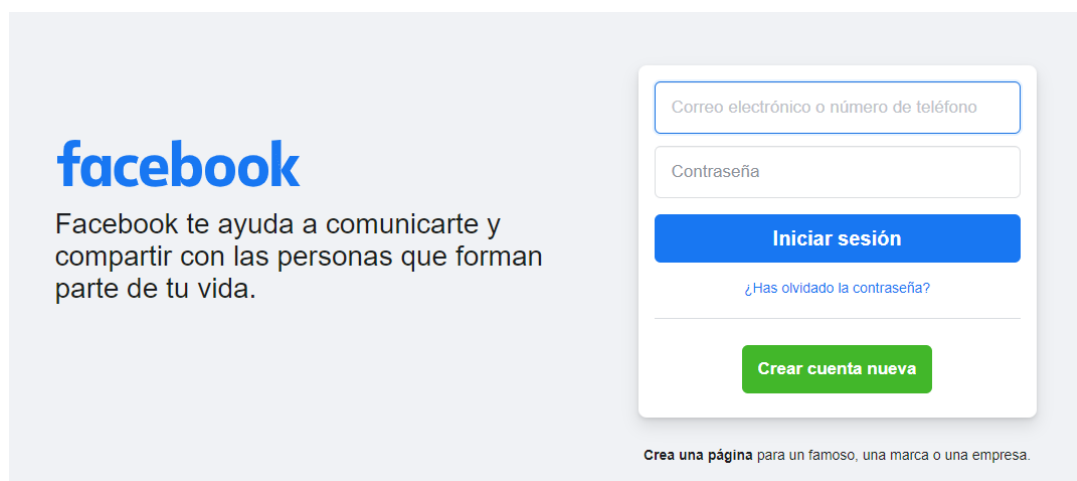 facebook
Facebook te ayuda a comunicarte y
compartir con las personas que forman
parte de tu vida.
Correo electrónico o número de teléfono
Contraseña
Iniciar sesión
¿Has olvidado la contraseña?
Crear cuenta nueva
Crea una página para un famoso, una marca o una empresa.